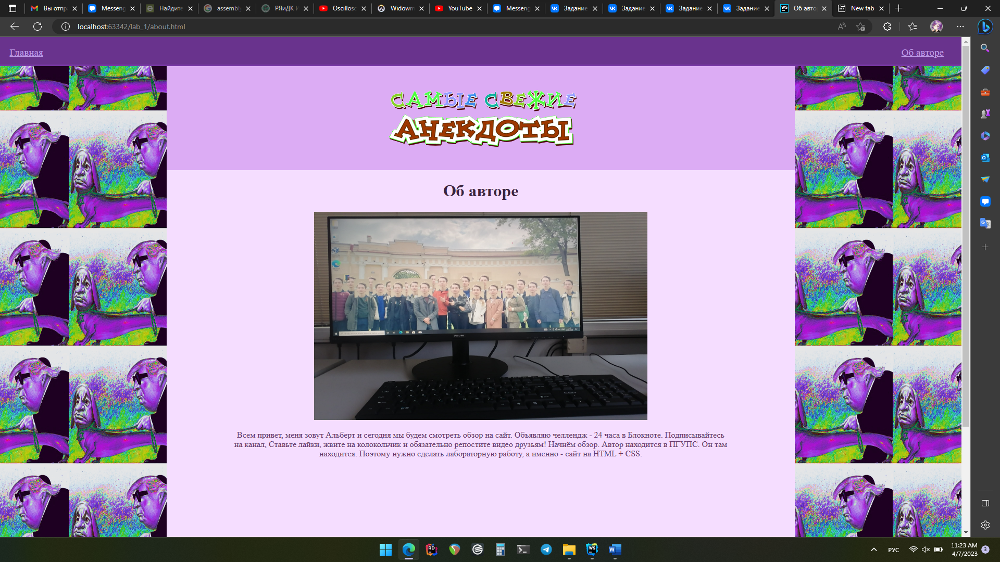 Вы отпра
Messeng
Найдите
assembly
РЯиДК И
Oscillosc
Widowm
YouTube
Messeng
Задание
Задание
Задание
Задание
Об авто
New tab
localhost:63342/lab_1/about.html
Главная
Об авторе
САМЫЕ СВЕЖИЕ
АНЕКДОТЫ
Об авторе
PHILIPS
Всем привет, меня зовут Альберт и сегодня мы будем смотреть обзор на сайт. Объявляю челлендж - 24 часа в Блокноте. Подписывайтесь
на канал, Ставьте лайки, жвите на колокольчик и обязательно репостите видео друзьям! Начнём обзор. Автор находится в ПГУПС. Он там
находится. Поэтому нужно сделать лабораторную работу, а именно - сайт на HTML + CSS.
РУС
11:23 AM
4/7/2023
3